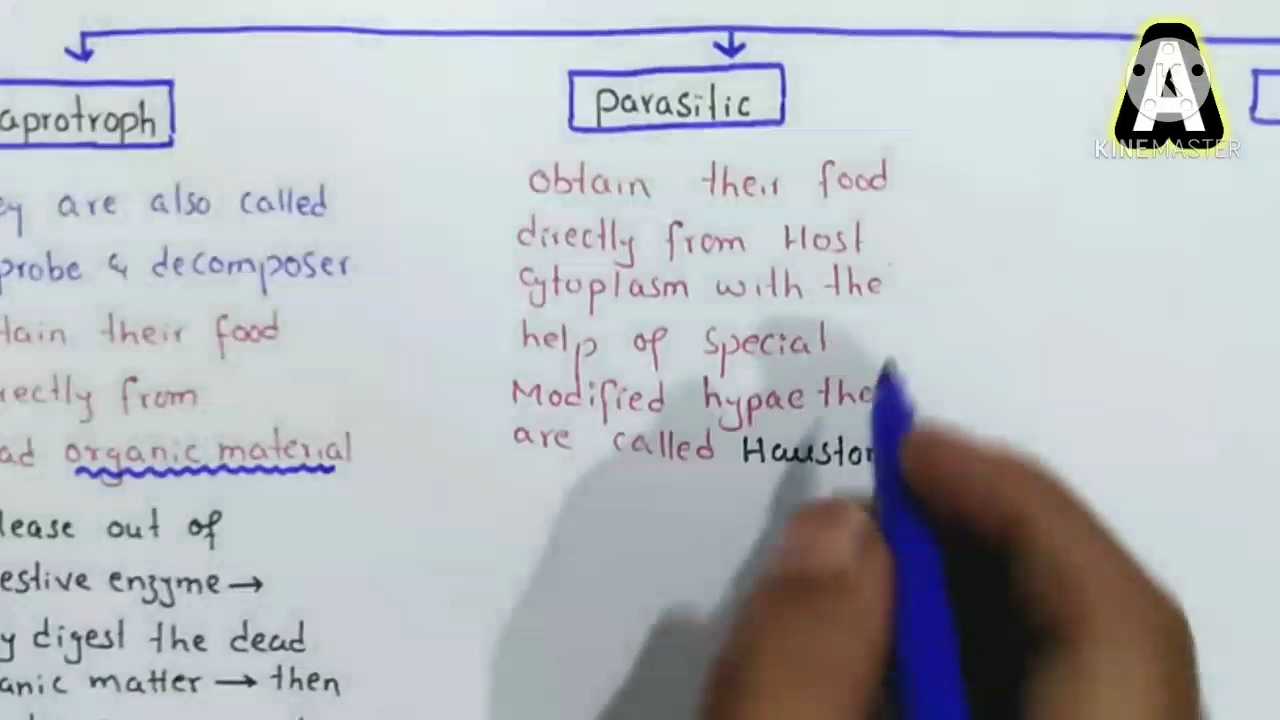 aprotroph
ey are also called
probe & decomposer
tain their food
rectly from
ad organic material
lease out of
estive enzyme →
y digest the dead
anic matter → then
parasitic
obtain their food
directly from Host
Cytoplasm with the
help of special
Modified hypae the
are called Haustor
A
K
KINEMASTER